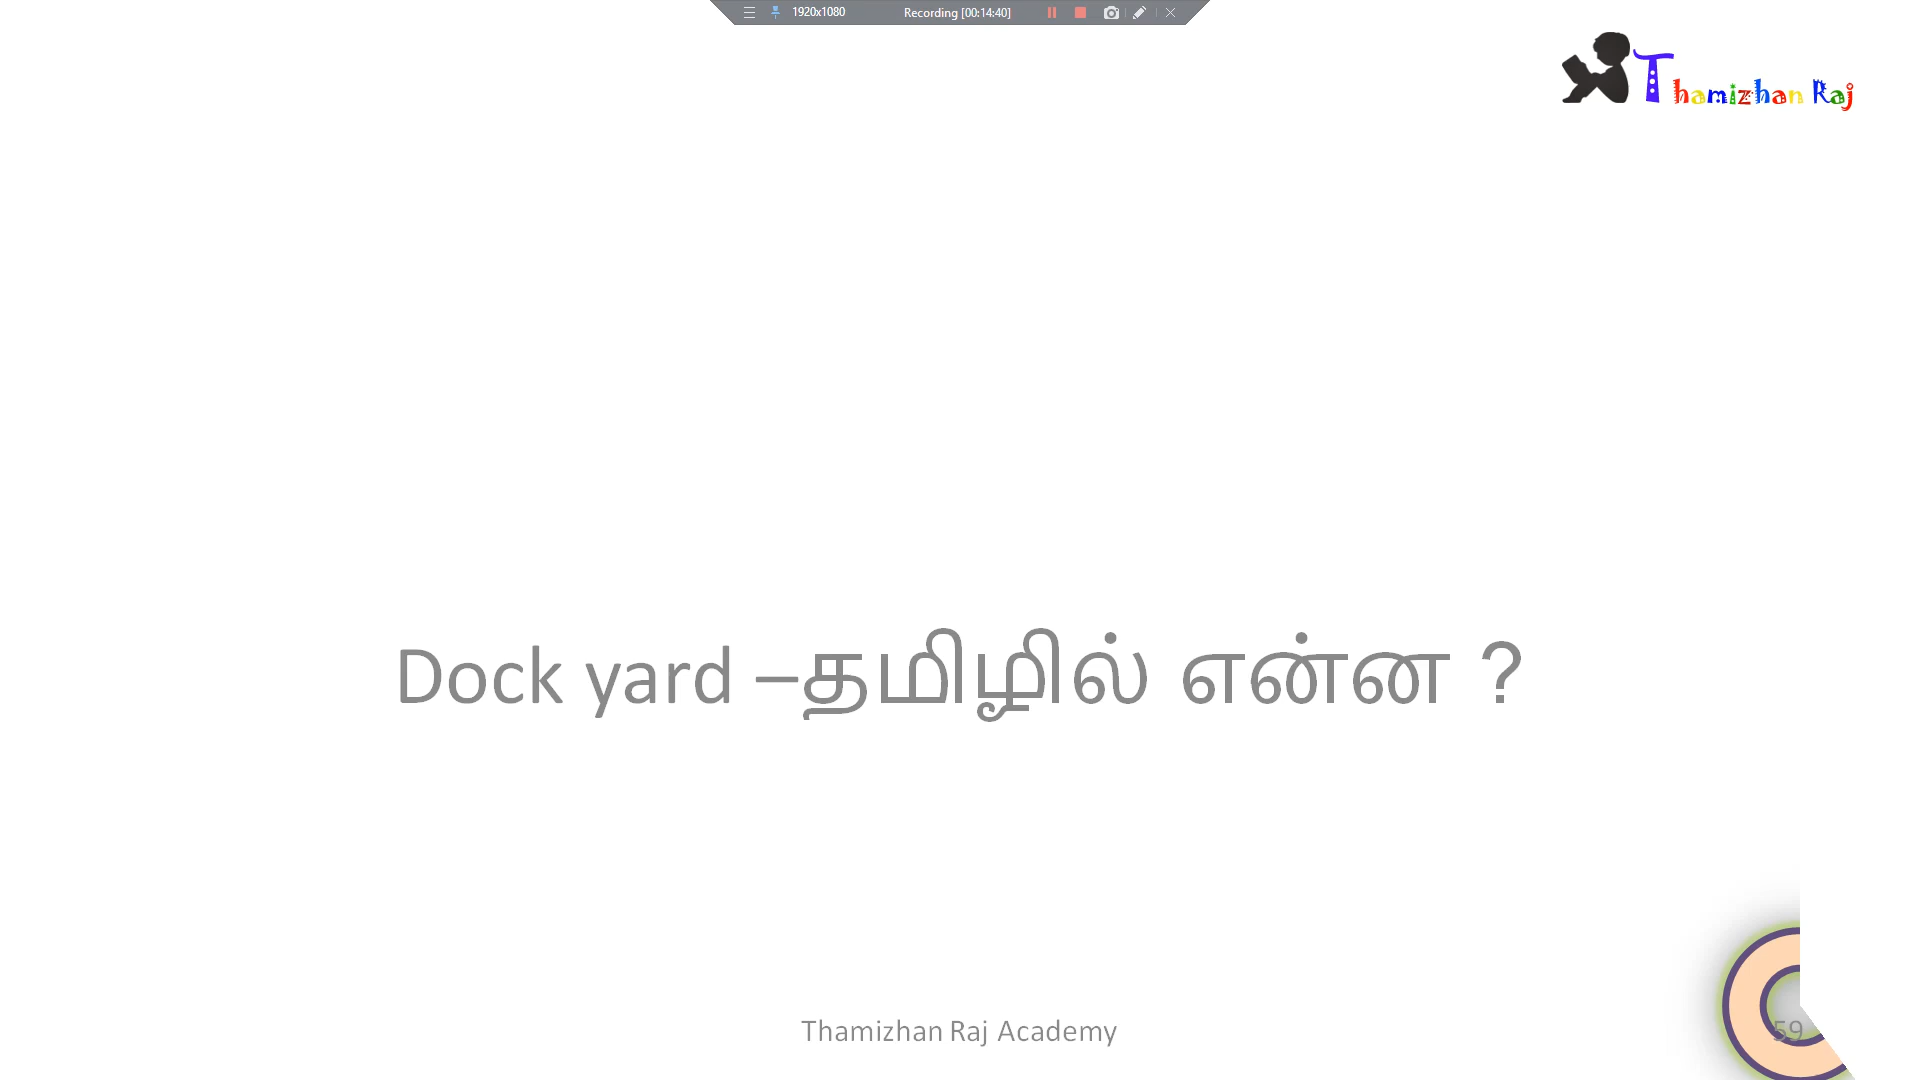 1920x1080 Recording [00:14:40]
Thamizhan Raj
Dock yard –தமிழில் என்ன ?
Thamizhan Raj Academy
59